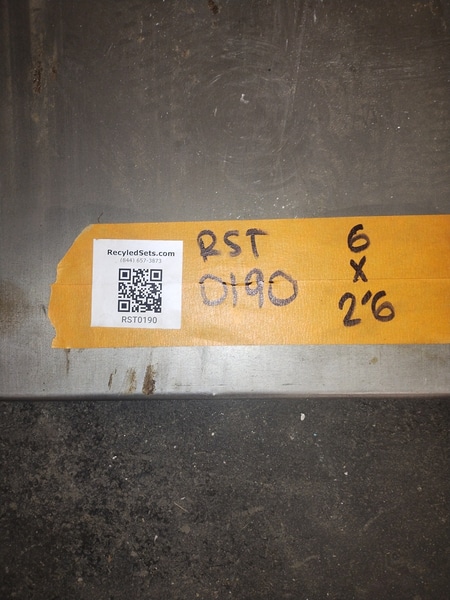 RecyledSets.com
(844) 657-3873
RST0190
RST
0190
6
X
2'6